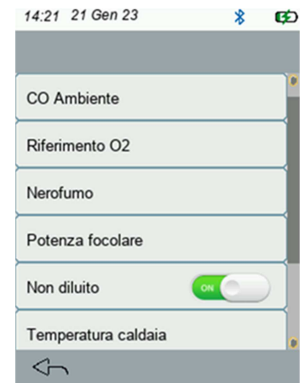 14:21 21 Gen 23
CO Ambiente
Riferimento O2
Nerofumo
Potenza focolare
Non diluito ON
Temperatura caldaia